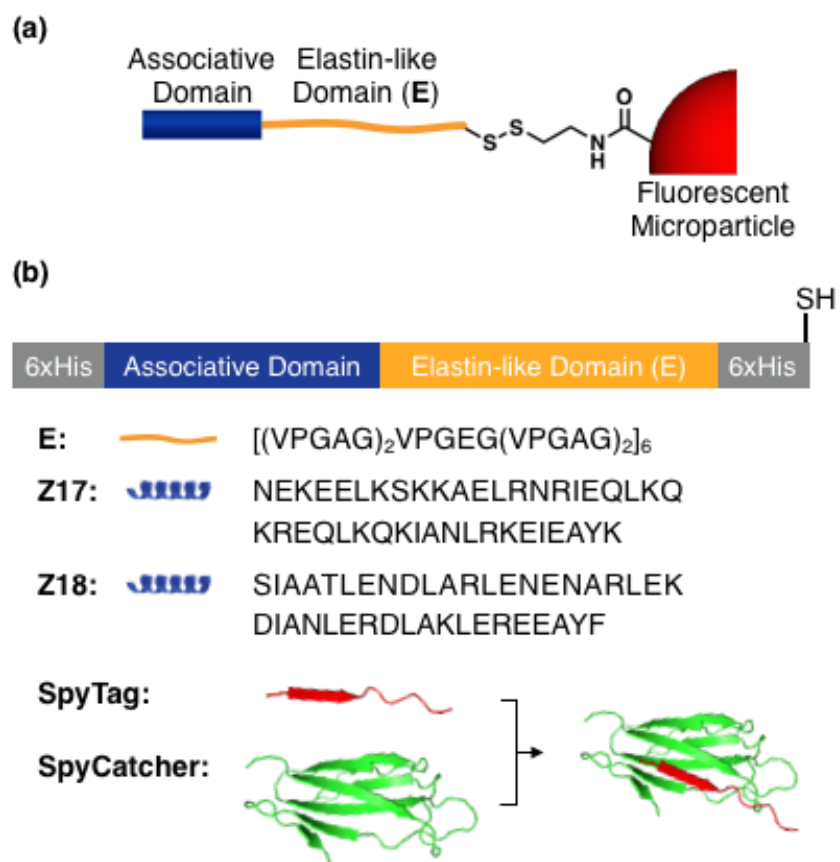 (a)
Associative Domain
Elastin-like Domain (E)
S
S
N
H
O
Fluorescent
Microparticle
(b)
SH
6xHis Associative Domain Elastin-like Domain (E) 6xHis
E: [(VPGAG)₂VPGEG(VPGAG)₂]₆
Z17: NEKEELKSKKAELRNRIEQLKQ
KREQLKQKIANLRKEIEAYK
Z18: SIAATLENDLARLENENARLEK
DIANLERDLAKLEREEAYF
SpyTag:
SpyCatcher: